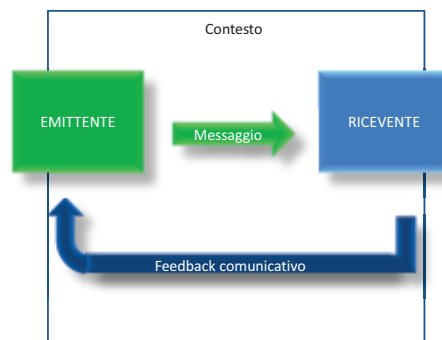 Contesto
EMITTENTE
Messaggio
RICEVENTE
Feedback comunicativo